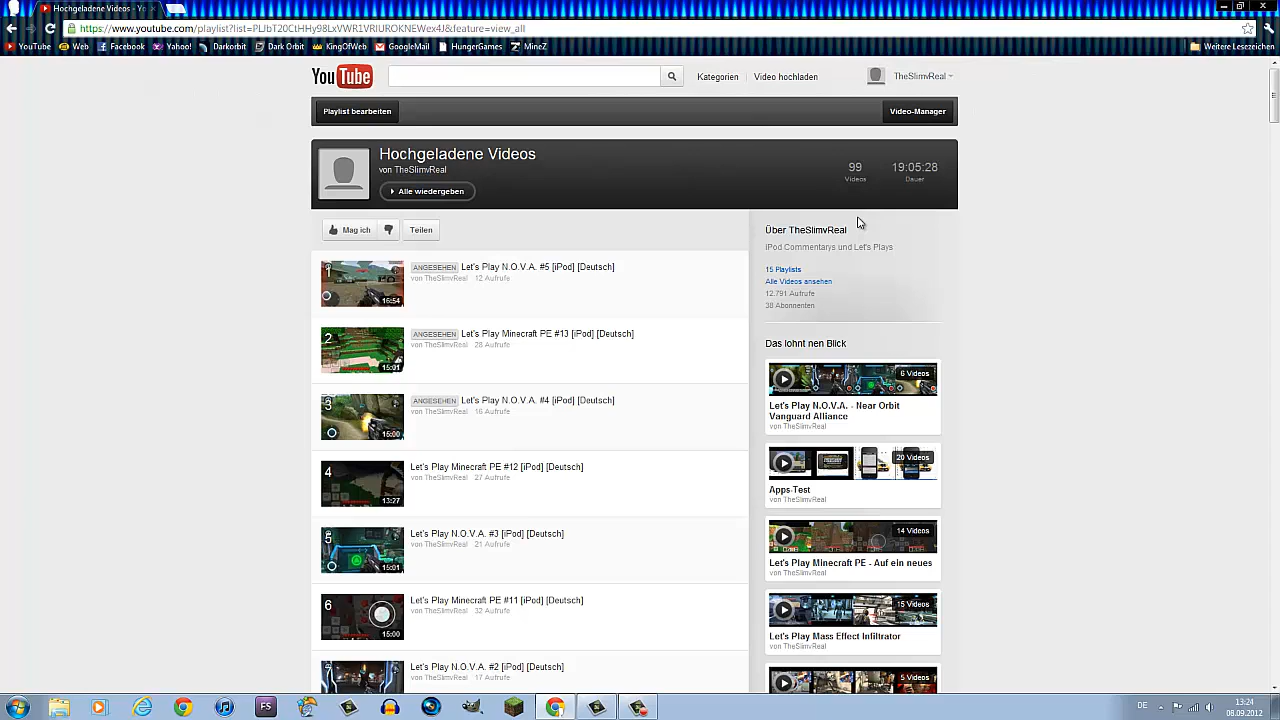 Hochgeladene Videos - Yo
https://www.youtube.com/playlist?list=PLJbT20CtHHy98LxVWR1VRIUROKNEWex4J&feature=view_all
YouTube Web Facebook Yahoo! Darkorbit Dark Orbit KingOfWeb GoogleMail HungerGames MineZ Weitere Lesezeichen
YouTube Kategorien Video hochladen TheSlimvReal
Playlist bearbeiten Video-Manager
Hochgeladene Videos
von TheSlimvReal
Alle wiedergeben
99 19:05:28
Videos Dauer
Mag ich Teilen
1 16:54
ANGESEHEN Let's Play N.O.V.A. #5 [iPod] [Deutsch]
von TheSlimvReal 12 Aufrufe
2 15:01
ANGESEHEN Let's Play Minecraft PE #13 [iPod] [Deutsch]
von TheSlimvReal 28 Aufrufe
3 15:00
ANGESEHEN Let's Play N.O.V.A. #4 [iPod] [Deutsch]
von TheSlimvReal 16 Aufrufe
4 13:27
Let's Play Minecraft PE #12 [iPod] [Deutsch]
von TheSlimvReal 27 Aufrufe
5 15:01
Let's Play N.O.V.A. #3 [iPod] [Deutsch]
von TheSlimvReal 21 Aufrufe
6 15:00
Let's Play Minecraft PE #11 [iPod] [Deutsch]
von TheSlimvReal 32 Aufrufe
7
Let's Play N.O.V.A. #2 [iPod] [Deutsch]
von TheSlimvReal 17 Aufrufe
Über TheSlimvReal
iPod Commentarys und Let's Plays
15 Playlists
Alle Videos ansehen
12.791 Aufrufe
38 Abonnenten
Das lohnt nen Blick
6 Videos
Let's Play N.O.V.A. - Near Orbit
Vanguard Alliance
von TheSlimvReal
20 Videos
Apps-Test
von TheSlimvReal
14 Videos
Let's Play Minecraft PE - Auf ein neues
von TheSlimvReal
15 Videos
Let's Play Mass Effect Infiltrator
von TheSlimvReal
5 Videos
FS
DE
13:24
08.09.2012